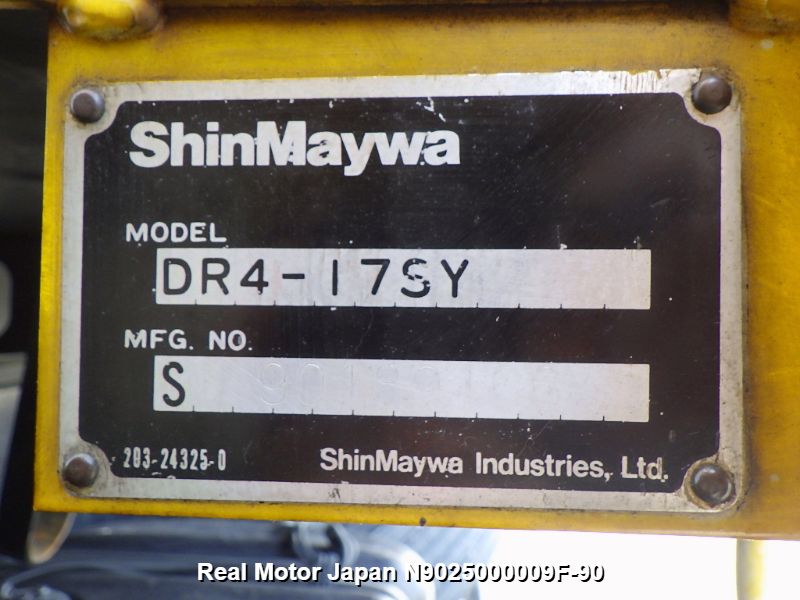 ShinMaywa
MODEL
DR4-17SY
MFG. NO.
S
203-24325-0
ShinMaywa Industries, Ltd.
Real Motor Japan N9025000009F-90